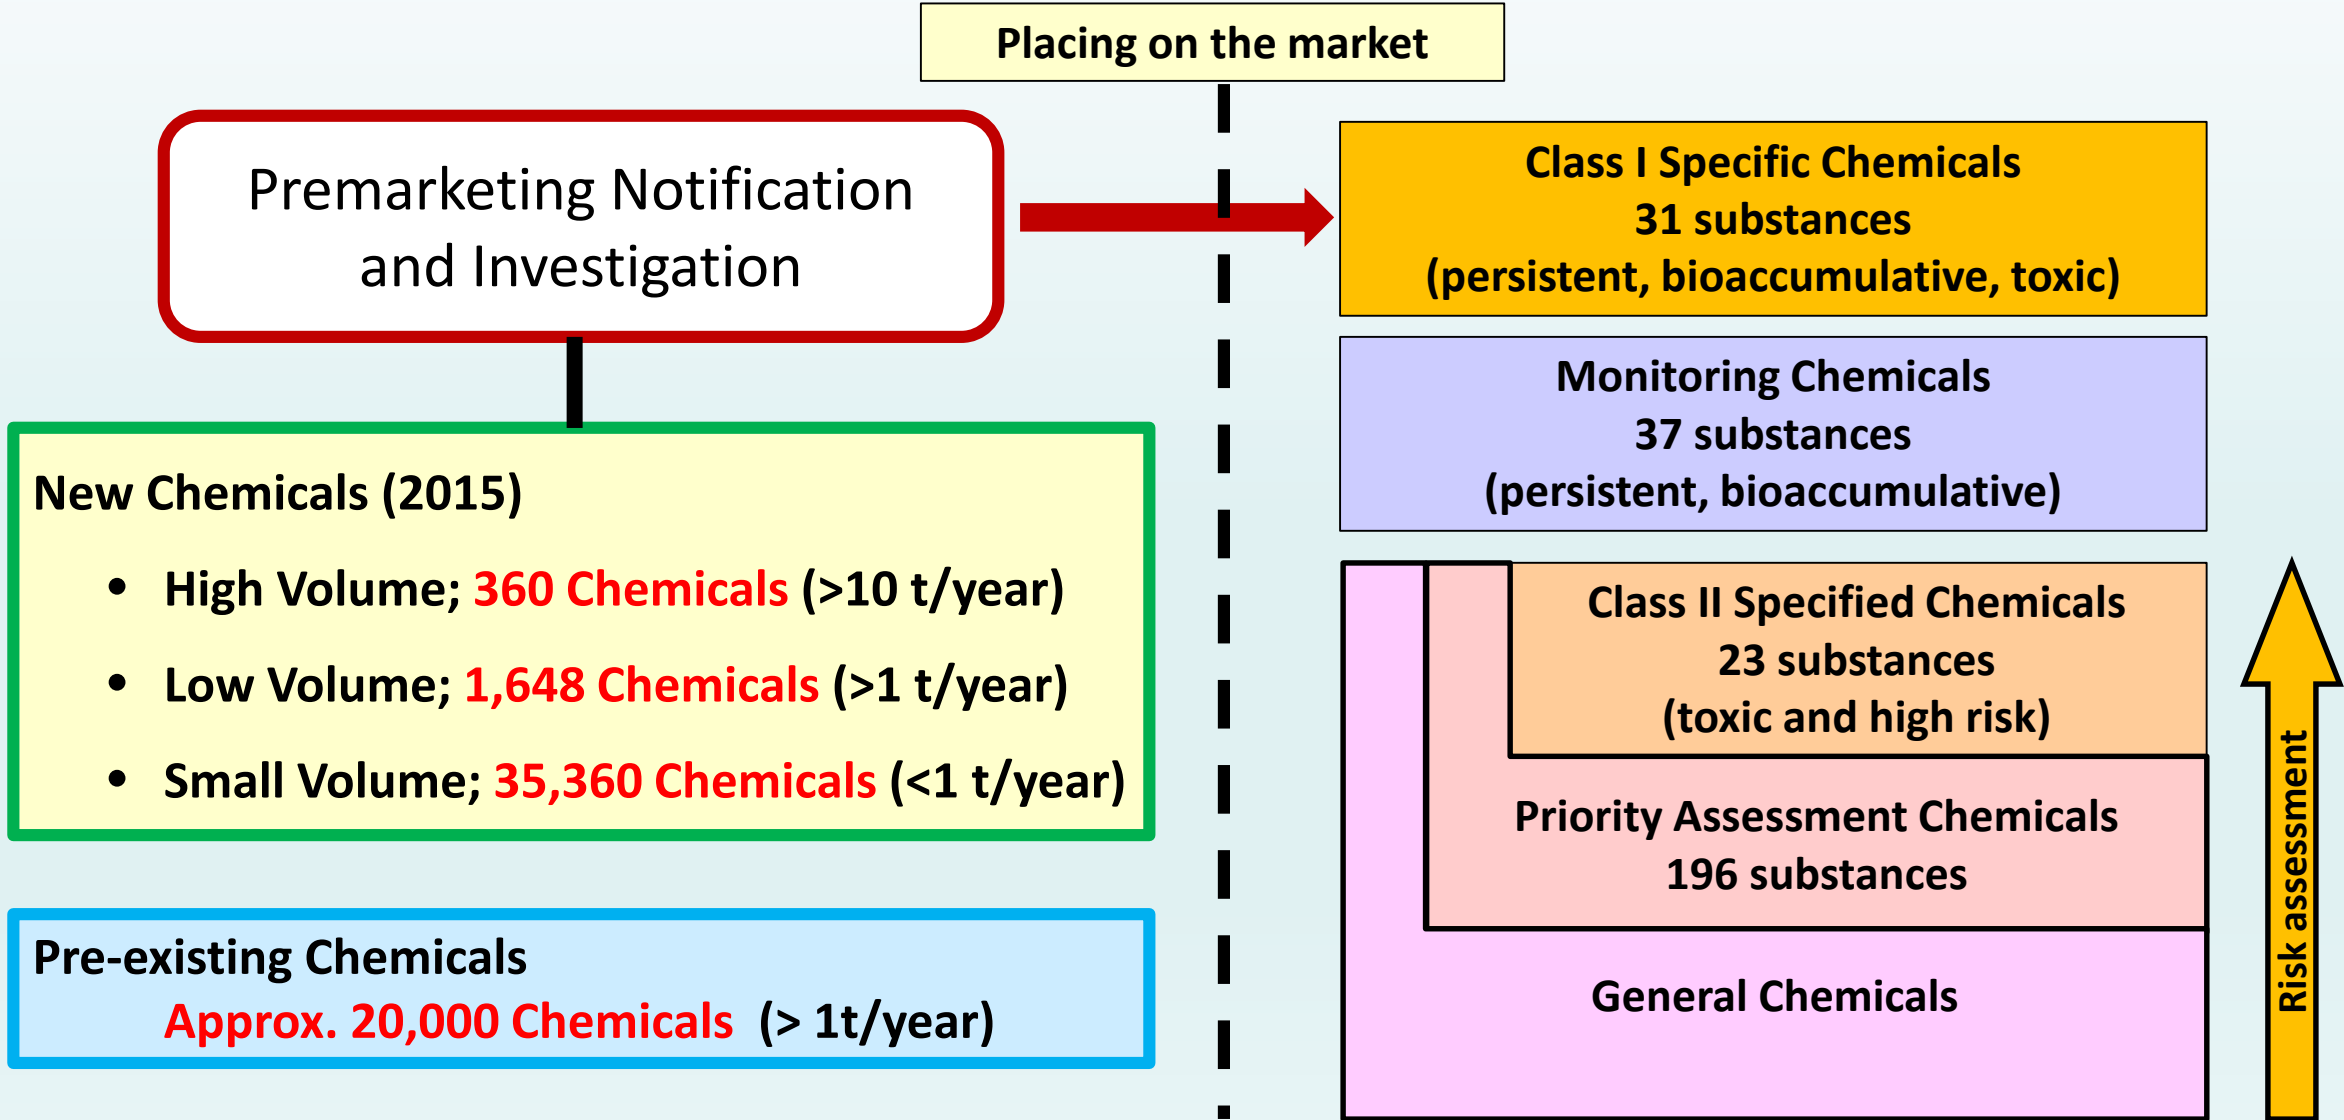 Placing on the market
Premarketing Notification
and Investigation
New Chemicals (2015)
• High Volume; 360 Chemicals (>10 t/year)
• Low Volume; 1,648 Chemicals (>1 t/year)
• Small Volume; 35,360 Chemicals (<1 t/year)
Pre-existing Chemicals
Approx. 20,000 Chemicals (> 1t/year)
Class I Specific Chemicals
31 substances
(persistent, bioaccumulative, toxic)
Monitoring Chemicals
37 substances
(persistent, bioaccumulative)
Class II Specified Chemicals
23 substances
(toxic and high risk)
Priority Assessment Chemicals
196 substances
General Chemicals
Risk assessment